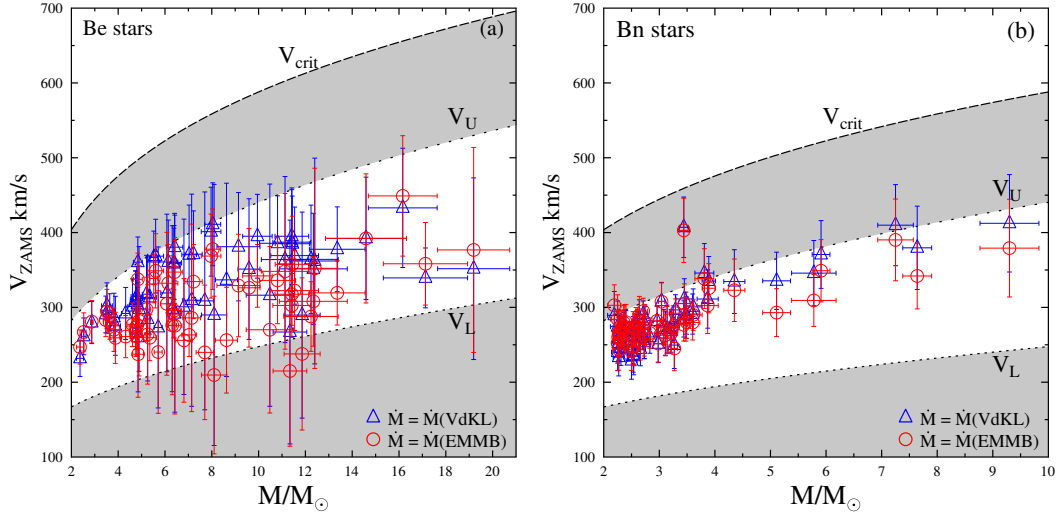 Be stars
(a)
V_crit
V_U
V_L
Ṁ = Ṁ(VdKL)
Ṁ = Ṁ(EMMB)
V_ZAMS km/s
700
600
500
400
300
200
100
2 4 6 8 10 12 14 16 18 20
M/M_⊙
Bn stars
(b)
V_crit
V_U
V_L
Ṁ = Ṁ(VdKL)
Ṁ = Ṁ(EMMB)
V_ZAMS km/s
700
600
500
400
300
200
100
2 3 4 5 6 7 8 9 10
M/M_⊙